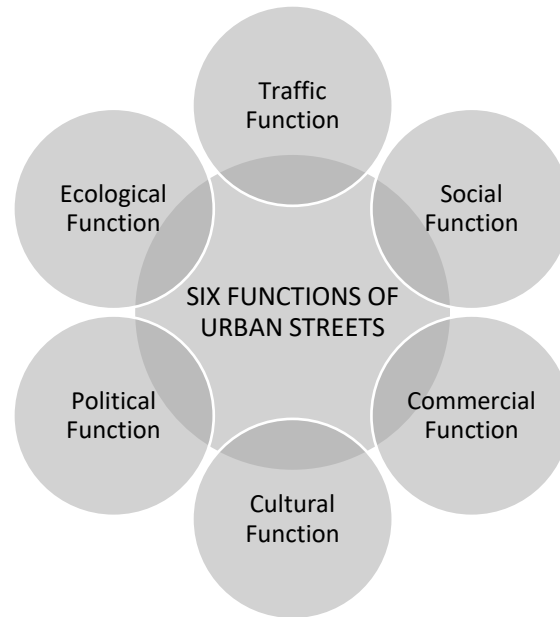 Traffic
Function
Ecological
Function
Social
Function
SIX FUNCTIONS OF
URBAN STREETS
Political
Function
Commercial
Function
Cultural
Function